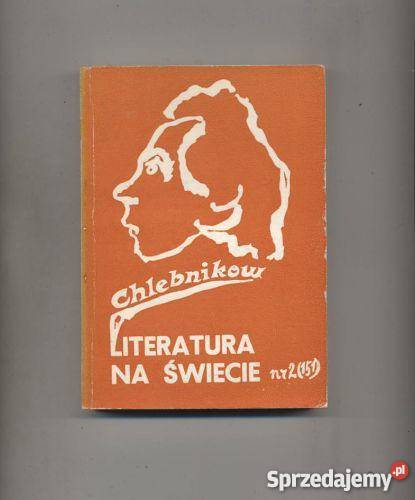 Chlebnikow
LITERATURA
NA ŚWIECIE nr 2 (151)
Sprzedajemy.pl